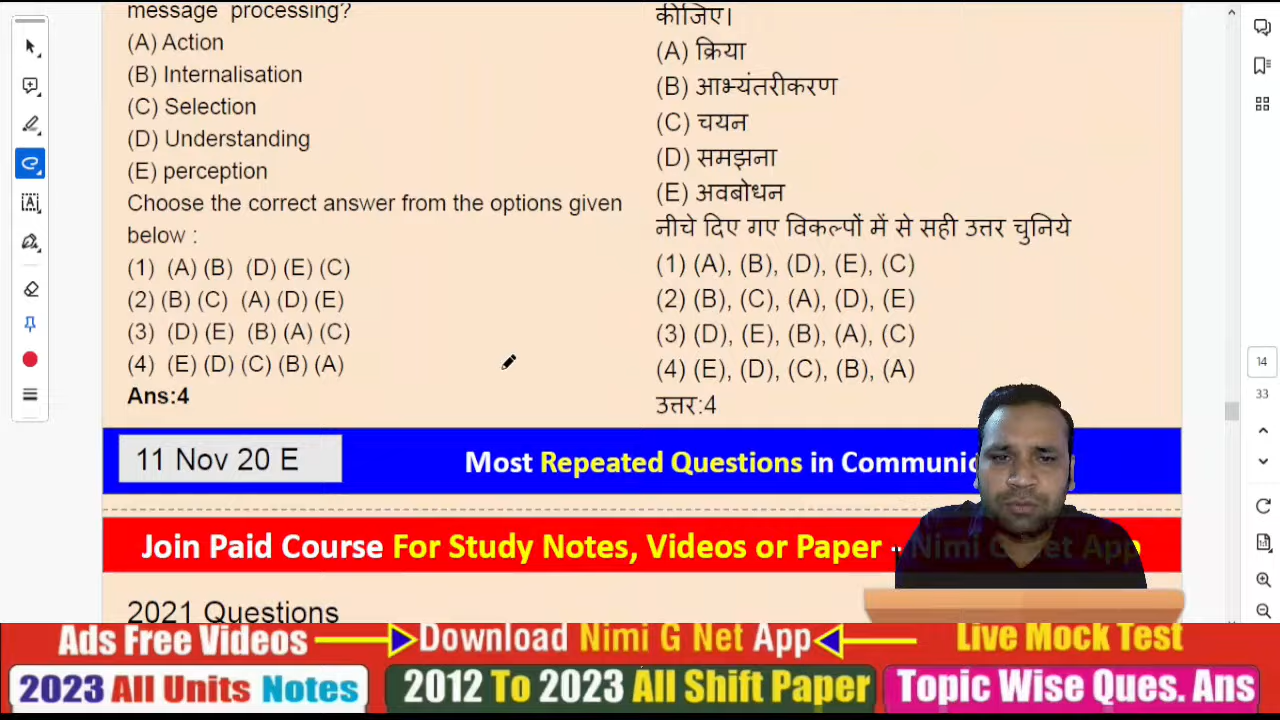 message processing?
(A) Action
(B) Internalisation
(C) Selection
(D) Understanding
(E) perception
Choose the correct answer from the options given
below :
(1) (A) (B) (D) (E) (C)
(2) (B) (C) (A) (D) (E)
(3) (D) (E) (B) (A) (C)
(4) (E) (D) (C) (B) (A)
Ans:4
कीजिए।
(A) क्रिया
(B) आभ्यंतरीकरण
(C) चयन
(D) समझना
(E) अवबोधन
नीचे दिए गए विकल्पों में से सही उत्तर चुनिये
(1) (A), (B), (D), (E), (C)
(2) (B), (C), (A), (D), (E)
(3) (D), (E), (B), (A), (C)
(4) (E), (D), (C), (B), (A)
उत्तर:4
14
33
11 Nov 20 E
Most Repeated Questions in
Join Paid Course For Study Notes, Videos or Paper - Nimi G Net App
2021 Questions
Ads Free Videos Download Nimi G Net App Live Mock Test
2023 All Units Notes 2012 To 2023 All Shift Paper Topic Wise Ques. Ans